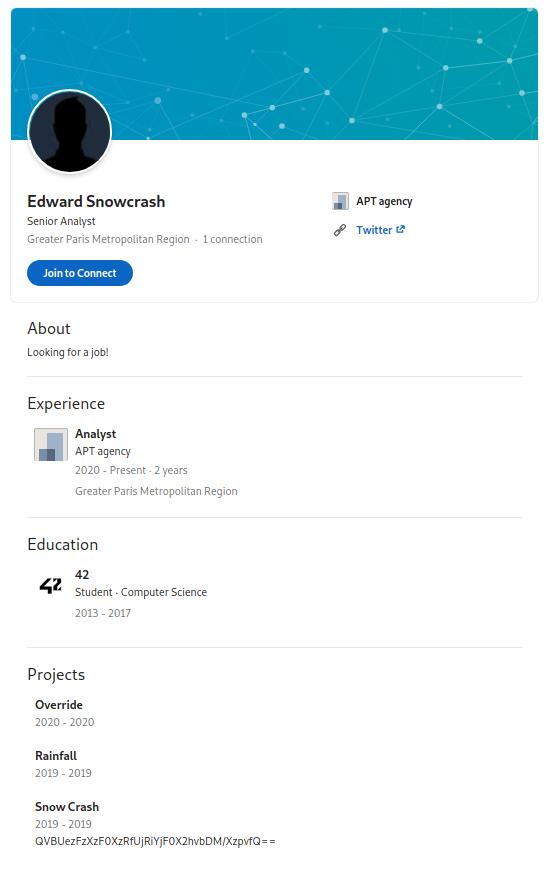 Edward Snowcrash
Senior Analyst
Greater Paris Metropolitan Region · 1 connection
Join to Connect
APT agency
Twitter
About
Looking for a job!
Experience
Analyst
APT agency
2020 - Present · 2 years
Greater Paris Metropolitan Region
Education
42
42
Student · Computer Science
2013 - 2017
Projects
Override
2020 - 2020
Rainfall
2019 - 2019
Snow Crash
2019 - 2019
QVBUezFzXzF0XzRfUjRiYjF0X2hvbDM/XzpvfQ==